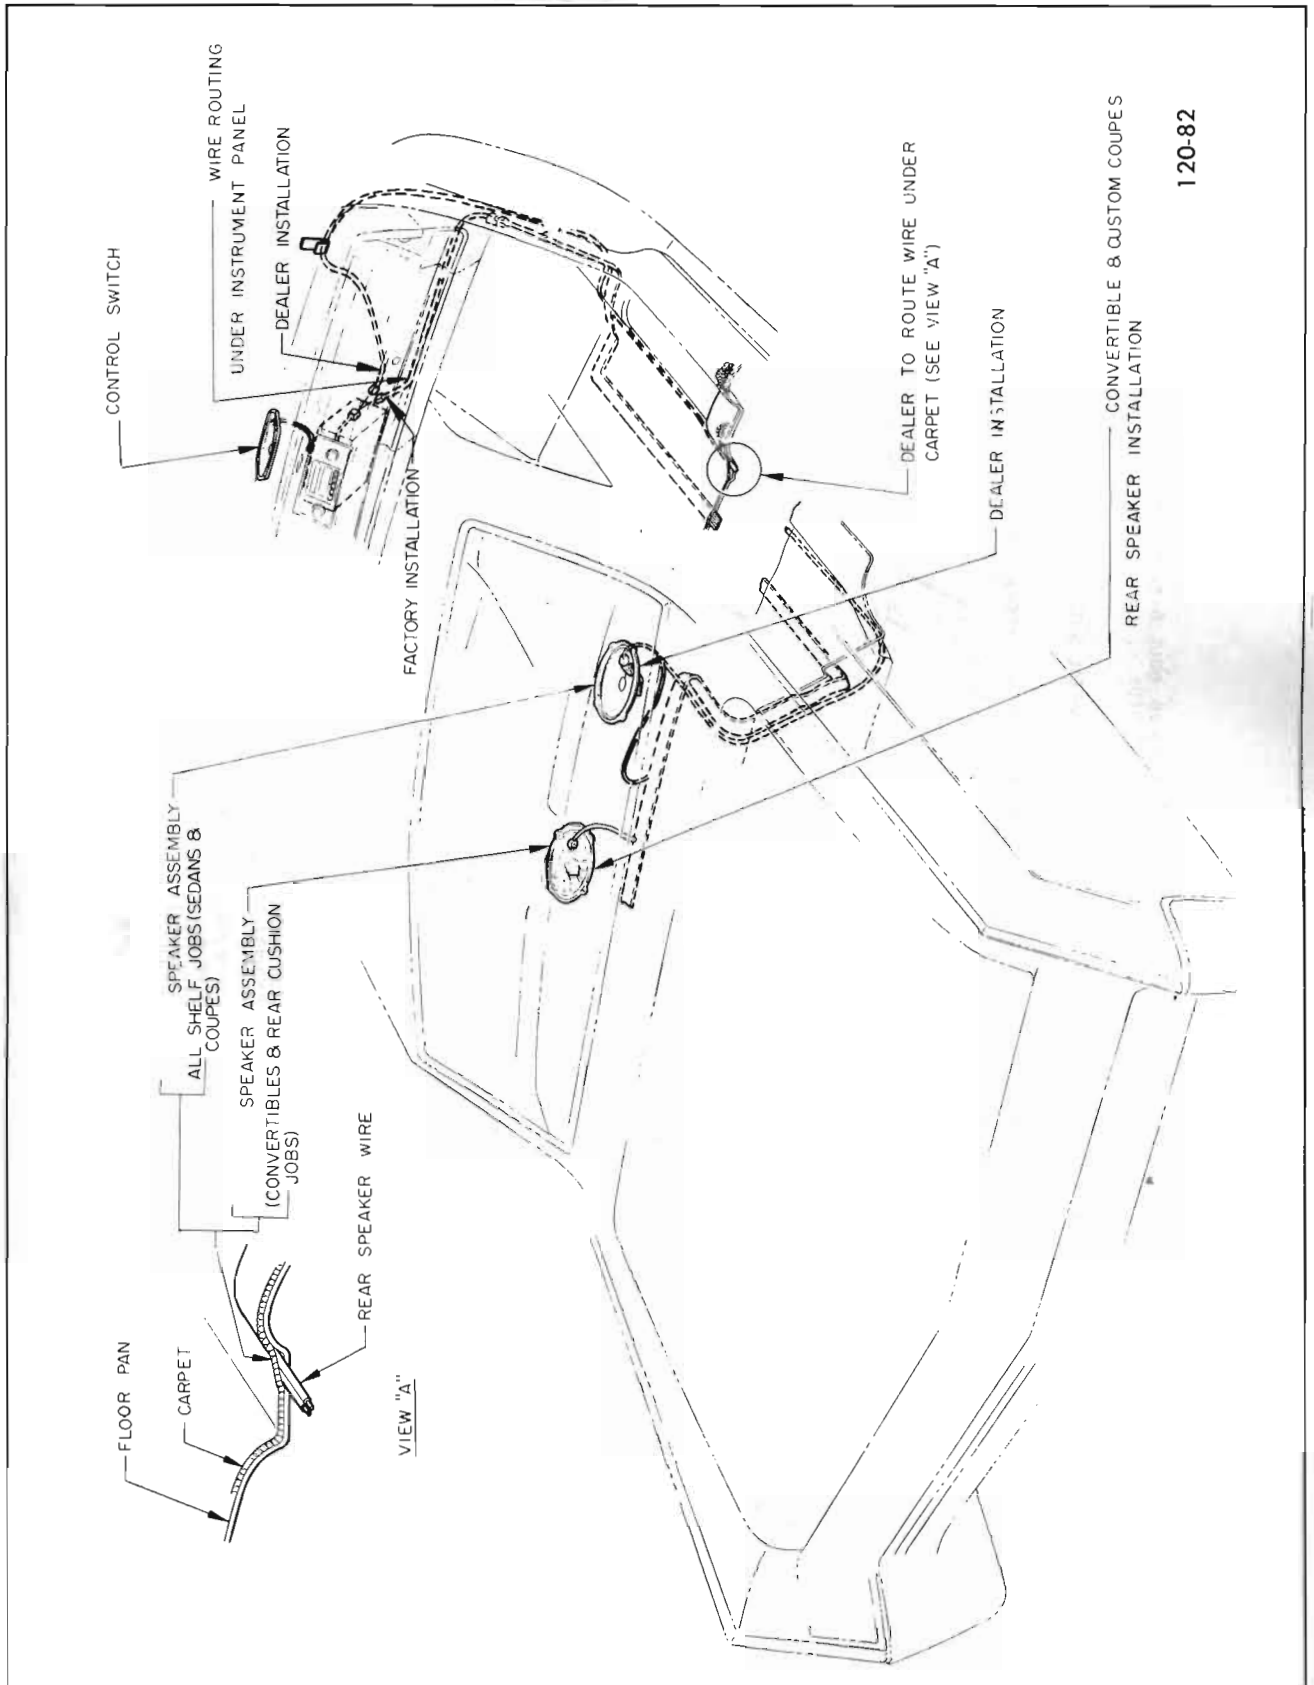 FLOOR PAN
CARPET
SPEAKER ASSEMBLY
ALL SHELF JOBS (SEDANS &
COUPES)
SPEAKER ASSEMBLY
(CONVERTIBLES & REAR CUSHION
JOBS)
REAR SPEAKER WIRE
VIEW "A"
CONTROL SWITCH
WIRE ROUTING
UNDER INSTRUMENT PANEL
DEALER INSTALLATION
FACTORY INSTALLATION
DEALER TO ROUTE WIRE UNDER
CARPET (SEE VIEW "A")
DEALER INSTALLATION
CONVERTIBLE & CUSTOM COUPES
REAR SPEAKER INSTALLATION
120-82